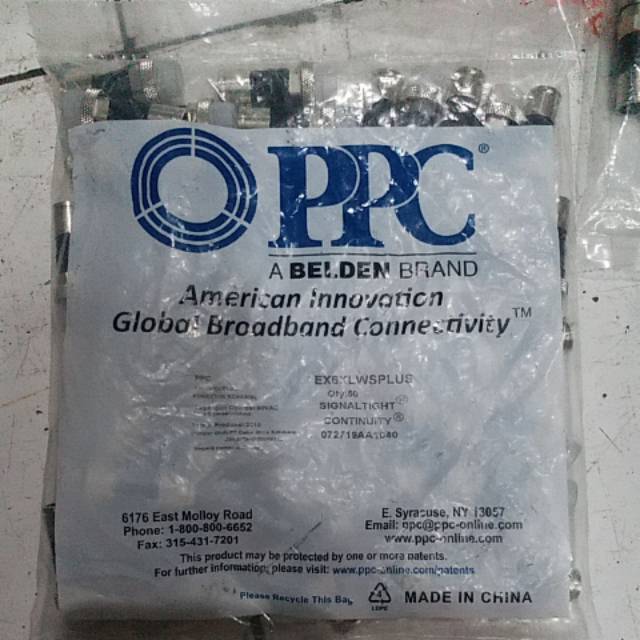 PPC®
A BELDEN BRAND
American Innovation
Global Broadband Connectivity™
PPC
EX6XLWSPLUS
Qty:50
SIGNALTIGHT®
CONTINUITY®
072719AA1040
6176 East Molloy Road
Phone: 1-800-800-6652
Fax: 315-431-7201
E. Syracuse, NY 13057
Email: ppc@ppc-online.com
www.ppc-online.com
This product may be protected by one or more patents.
For further information, please visit: www.ppc-online.com/patents
Please Recycle This Bag
LDPE
MADE IN CHINA